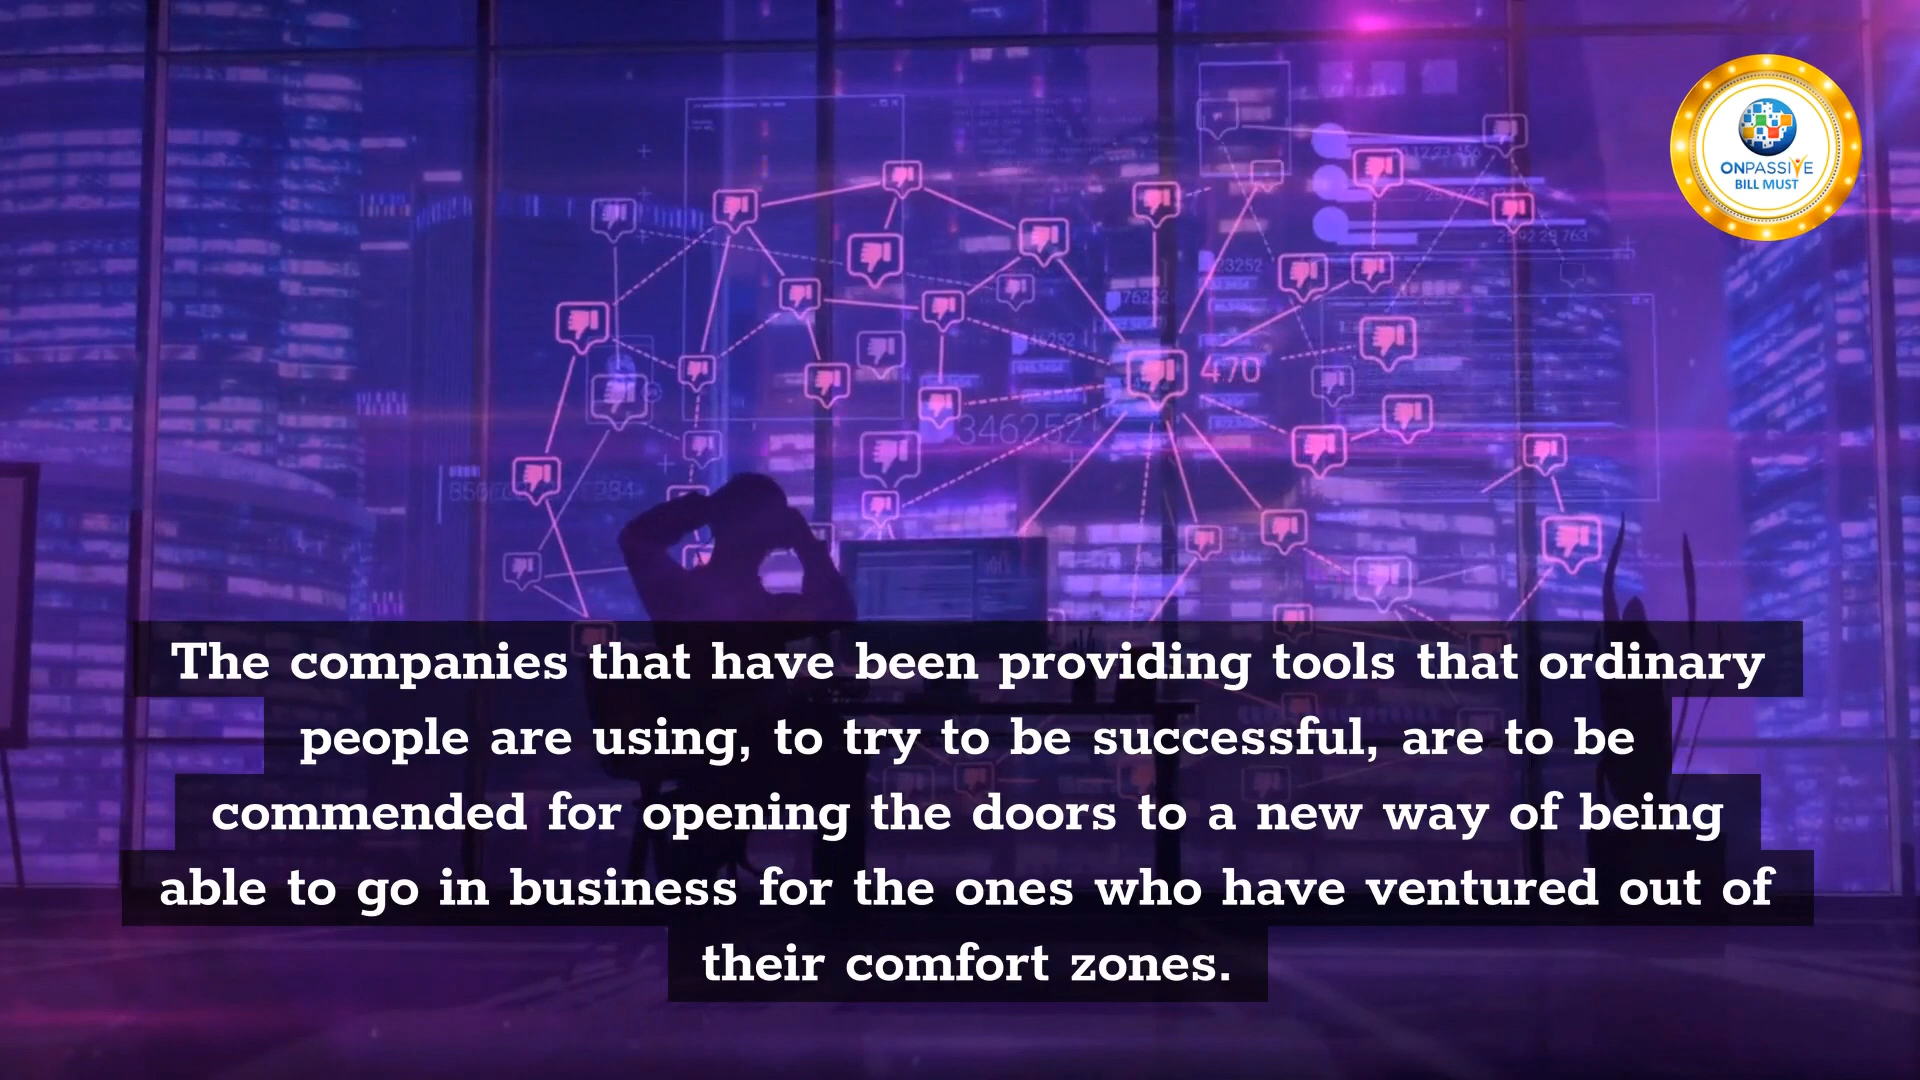 ONPASSIVE
BILL MUST
470
346252
The companies that have been providing tools that ordinary
people are using, to try to be successful, are to be
commended for opening the doors to a new way of being
able to go in business for the ones who have ventured out of
their comfort zones.